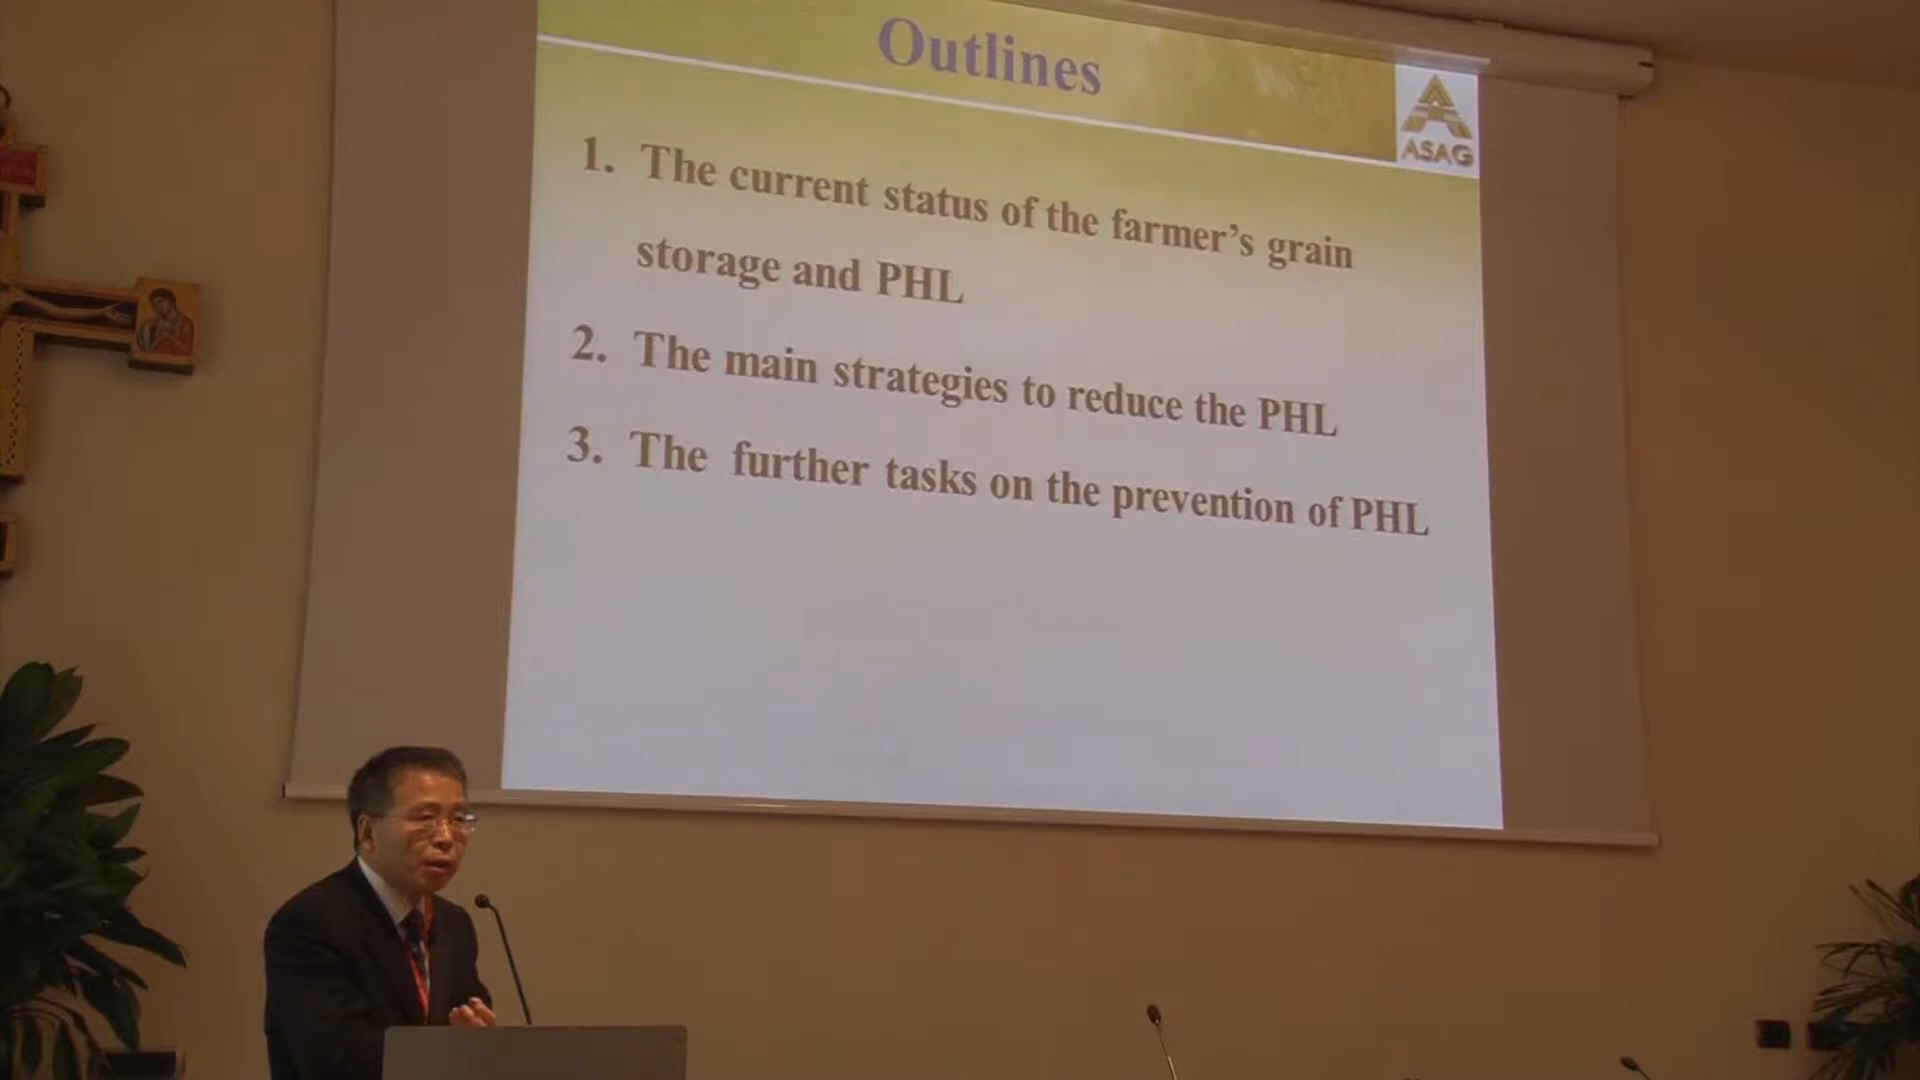 Outlines
ASAG
1. The current status of the farmer's grain
storage and PHL
2. The main strategies to reduce the PHL
3. The further tasks on the prevention of PHL